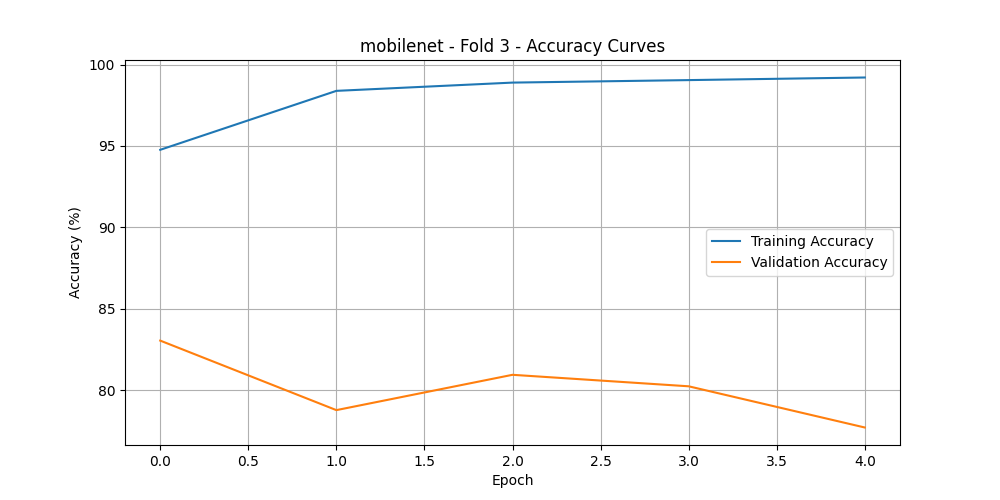 mobilenet - Fold 3 - Accuracy Curves
Accuracy (%)
100
95
90
85
80
Training Accuracy
Validation Accuracy
0.0 0.5 1.0 1.5 2.0 2.5 3.0 3.5 4.0
Epoch